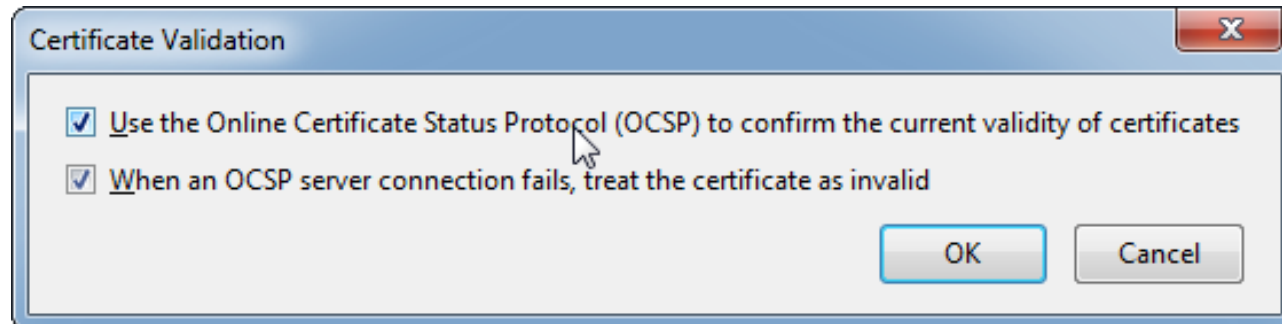 Certificate Validation
Use the Online Certificate Status Protocol (OCSP) to confirm the current validity of certificates
When an OCSP server connection fails, treat the certificate as invalid
OK Cancel